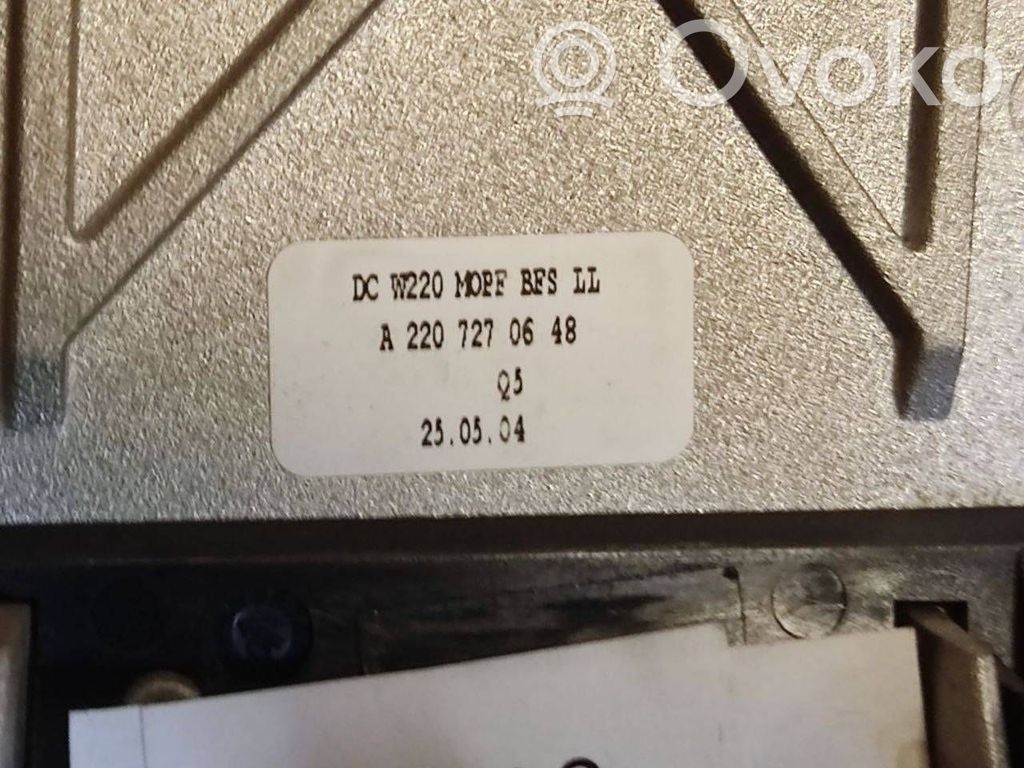 Ovoko
DC W220 MOPF BFS LL
A 220 727 06 48
Q5
25.05.04